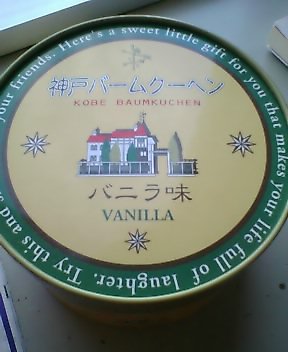 神戸バームクーヘン
KOBE BAUMKUCHEN
バニラ味
VANILLA
your friends. Here's a sweet little gift for you that makes your life full of laughter. Try this and